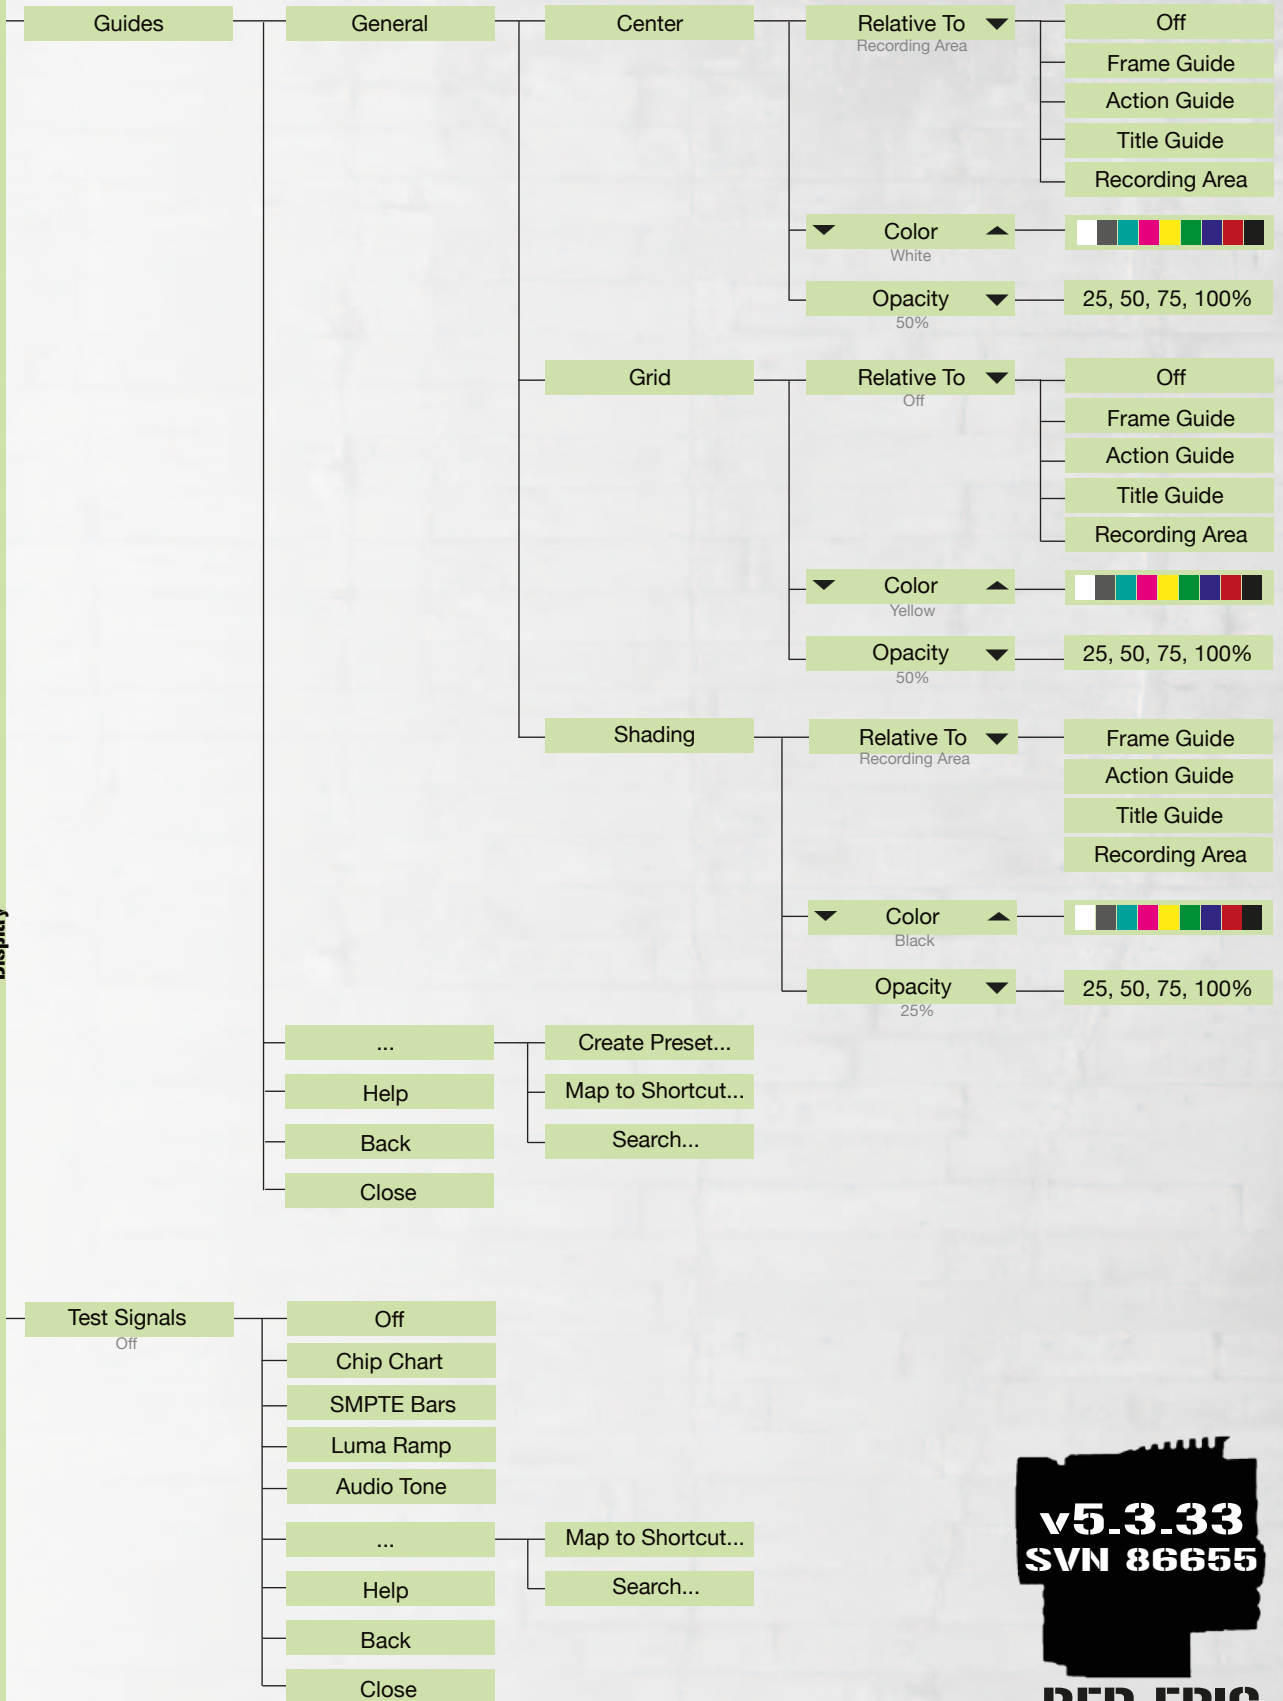 Guides
General
Center
Relative To
Recording Area
Off
Frame Guide
Action Guide
Title Guide
Recording Area
Color
White
Opacity
50%
25, 50, 75, 100%
Grid
Relative To
Off
Off
Frame Guide
Action Guide
Title Guide
Recording Area
Color
Yellow
Opacity
50%
25, 50, 75, 100%
Shading
Relative To
Recording Area
Frame Guide
Action Guide
Title Guide
Recording Area
Color
Black
Opacity
25%
25, 50, 75, 100%
Display
...
Create Preset...
Map to Shortcut...
Search...
Help
Back
Close
Test Signals
Off
Off
Chip Chart
SMPTE Bars
Luma Ramp
Audio Tone
...
Map to Shortcut...
Search...
Help
Back
Close
v5.3.33
SVN 86655
RED EPIC